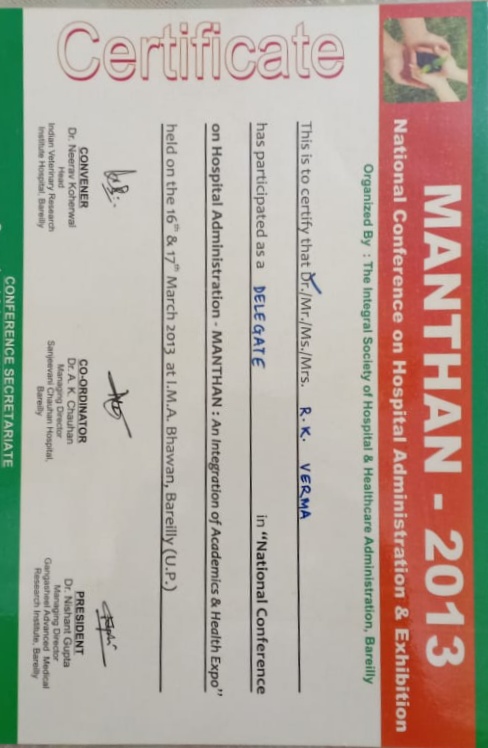 MANTHAN - 2013
National Conference on Hospital Administration & Exhibition
Organized By : The Integral Society of Hospital & Healthcare Administration, Bareilly
Certificate
This is to certify that Dr./Mr./Ms./Mrs. R.K. VERMA
has participated as a DELEGATE in "National Conference
on Hospital Administration - MANTHAN : An Integration of Academics & Health Expo"
held on the 16th & 17th March 2013 at I.M.A. Bhawan, Bareilly (U.P.)
CONVENER
Dr. Neerav Koherwal
Head
Indian Veterinary Research
Institute Hospital, Bareilly
CO-ORDINATOR
Dr. A. K. Chauhan
Managing Director
Sanjeevani Chauhan Hospital,
Bareilly
PRESIDENT
Dr. Nishant Gupta
Managing Director
Gangasheel Advanced Medical
Research Institute, Bareilly
CONFERENCE SECRETARIATE